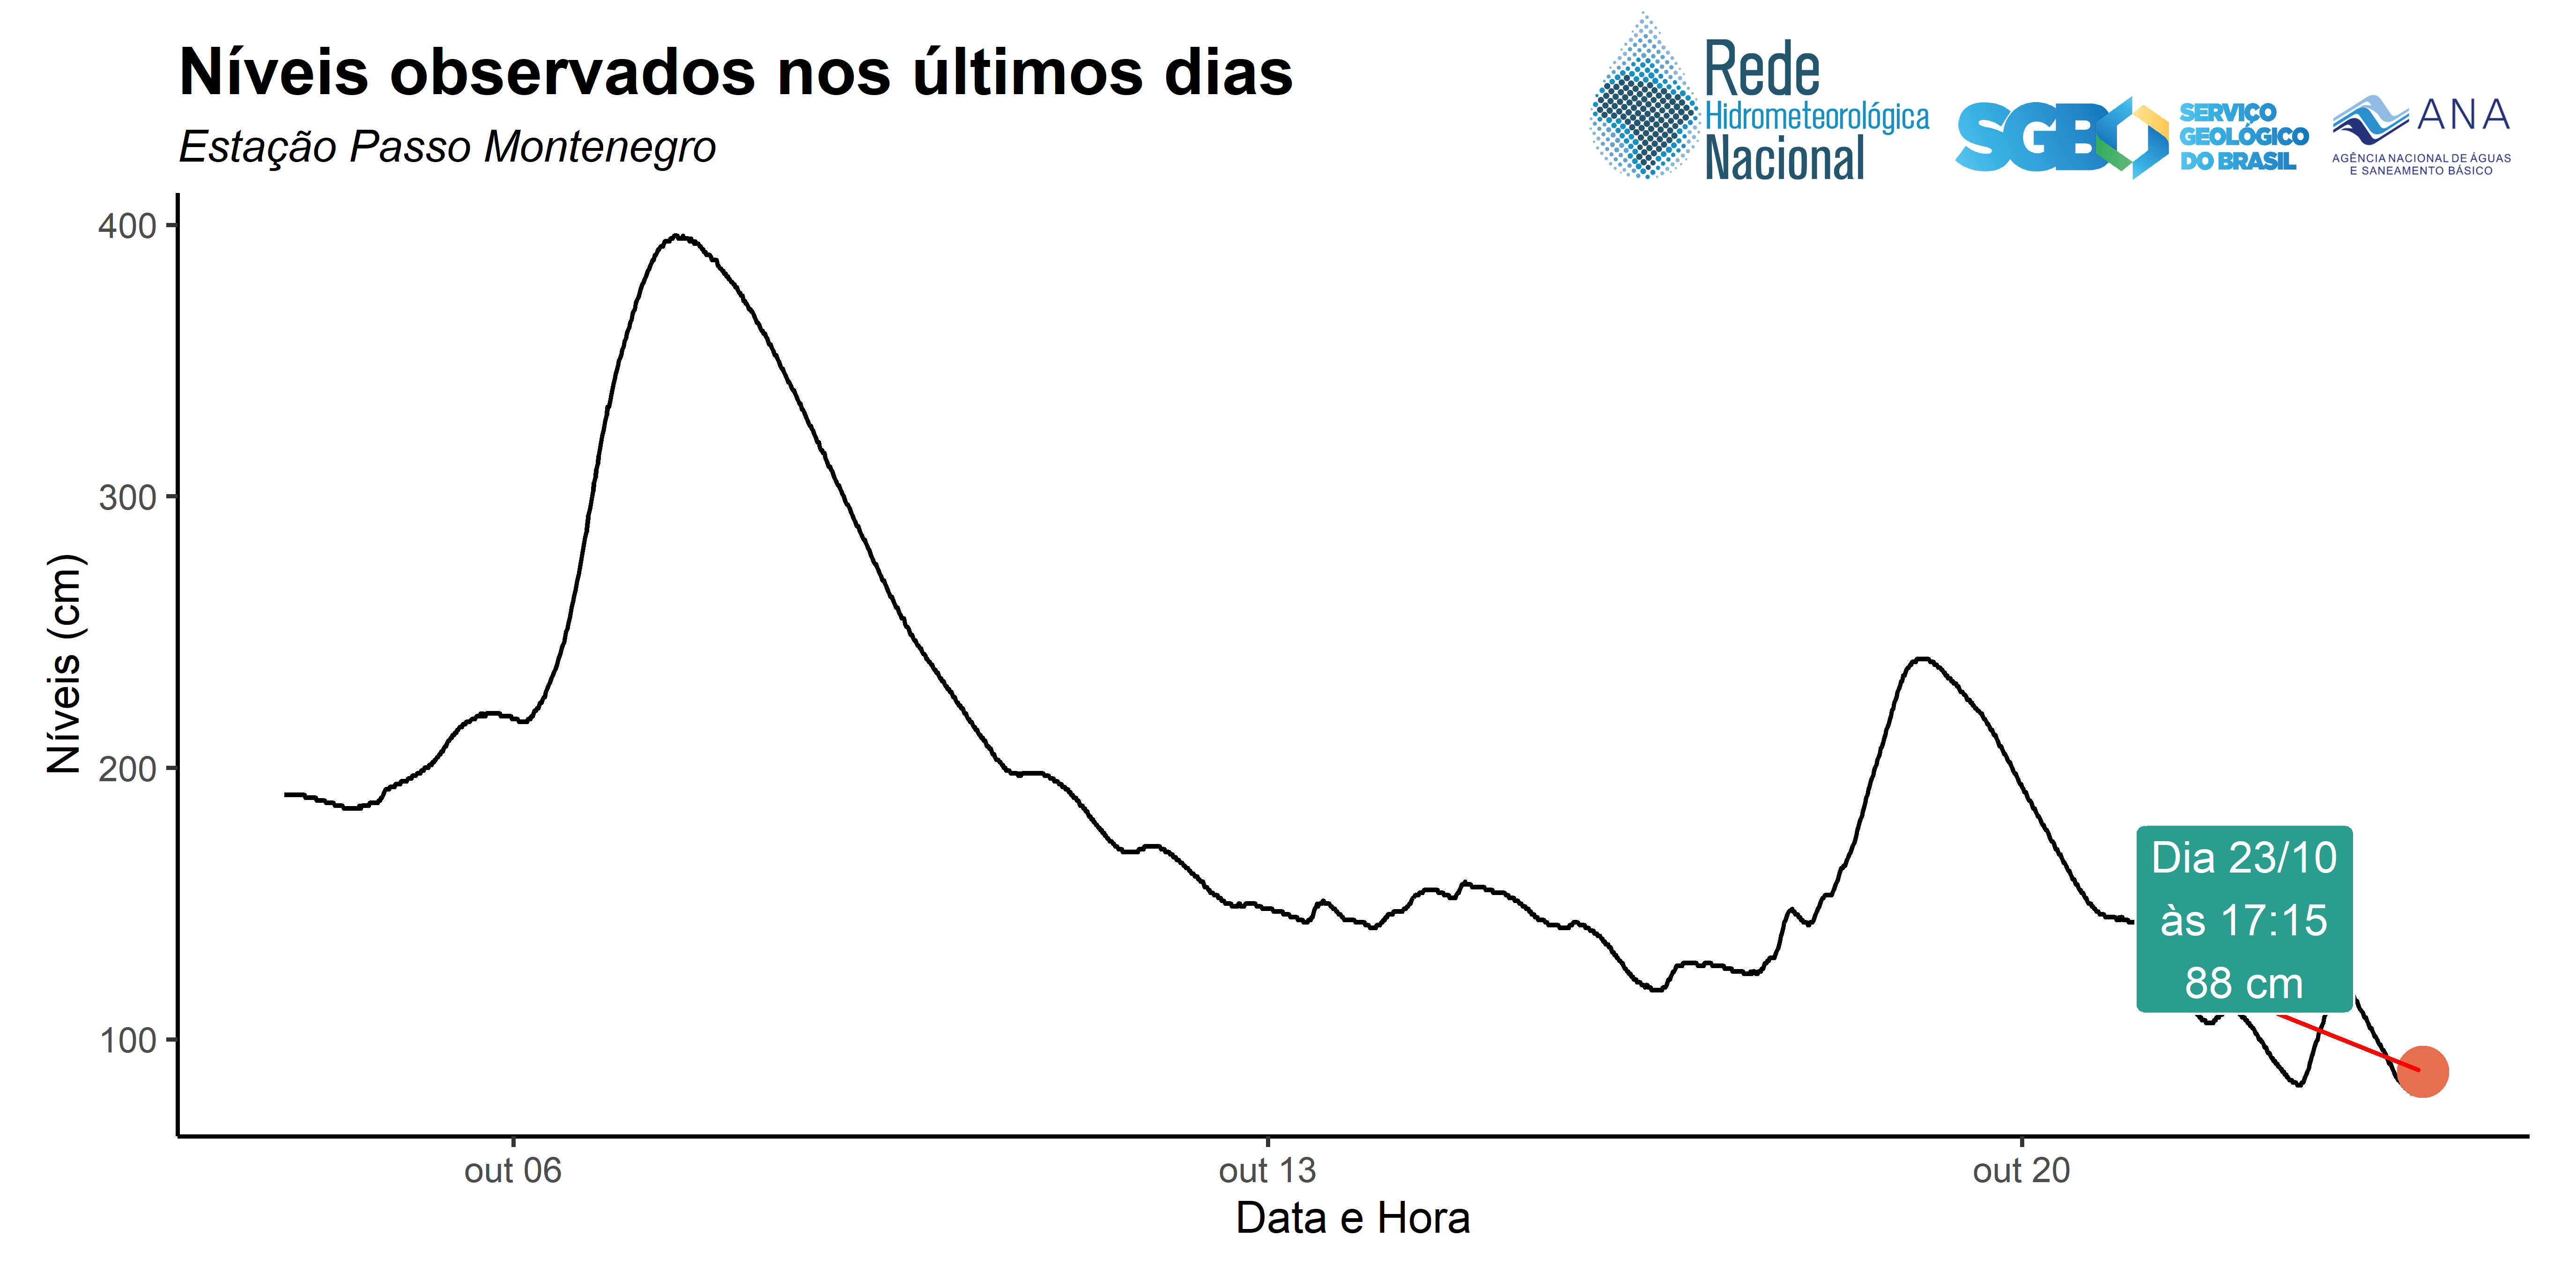 Níveis observados nos últimos dias
Estação Passo Montenegro
Rede
Hidrometeorológica
Nacional
SGB
SERVIÇO
GEOLÓGICO
DO BRASIL
ANA
AGÊNCIA NACIONAL DE ÁGUAS
E SANEAMENTO BÁSICO
Níveis (cm)
400
300
200
100
Dia 23/10
às 17:15
88 cm
out 06
out 13
out 20
Data e Hora